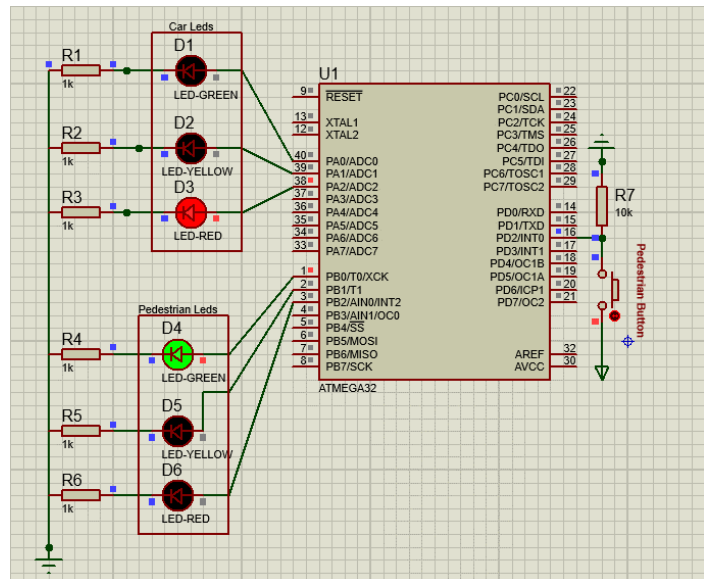 Car Leds
R1
1k
D1
LED-GREEN
R2
1k
D2
LED-YELLOW
R3
1k
D3
LED-RED
Pedestrian Leds
R4
1k
D4
LED-GREEN
R5
1k
D5
LED-YELLOW
R6
1k
D6
LED-RED
U1
9 RESET
13 XTAL1
12 XTAL2
40 PA0/ADC0
39 PA1/ADC1
38 PA2/ADC2
37 PA3/ADC3
36 PA4/ADC4
35 PA5/ADC5
34 PA6/ADC6
33 PA7/ADC7
1 PB0/T0/XCK
2 PB1/T1
3 PB2/AIN0/INT2
4 PB3/AIN1/OC0
5 PB4/SS
6 PB5/MOSI
7 PB6/MISO
8 PB7/SCK
PC0/SCL 22
PC1/SDA 23
PC2/TCK 24
PC3/TMS 25
PC4/TDO 26
PC5/TDI 27
PC6/TOSC1 28
PC7/TOSC2 29
PD0/RXD 14
PD1/TXD 15
PD2/INT0 16
PD3/INT1 17
PD4/OC1B 18
PD5/OC1A 19
PD6/ICP1 20
PD7/OC2 21
AREF 32
AVCC 30
ATMEGA32
R7
10k
Pedestrian Button